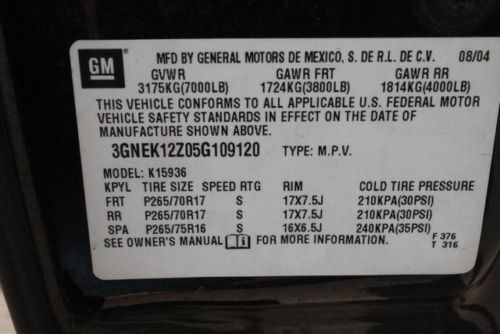 GM
MFD BY GENERAL MOTORS DE MEXICO, S. DE R.L. DE C.V. 08/04
GVWR GAWR FRT GAWR RR
3175KG(7000LB) 1724KG(3800LB) 1814KG(4000LB)
THIS VEHICLE CONFORMS TO ALL APPLICABLE U.S. FEDERAL MOTOR
VEHICLE SAFETY STANDARDS IN EFFECT ON THE DATE OF
MANUFACTURE SHOWN ABOVE.
3GNEK12Z05G109120 TYPE: M.P.V.
MODEL: K15936
KPYL TIRE SIZE SPEED RTG RIM COLD TIRE PRESSURE
FRT P265/70R17 S 17X7.5J 210KPA(30PSI)
RR P265/70R17 S 17X7.5J 210KPA(30PSI)
SPA P265/75R16 S 16X6.5J 240KPA(35PSI)
SEE OWNER'S MANUAL FOR MORE INFORMATION. F 376
T 316